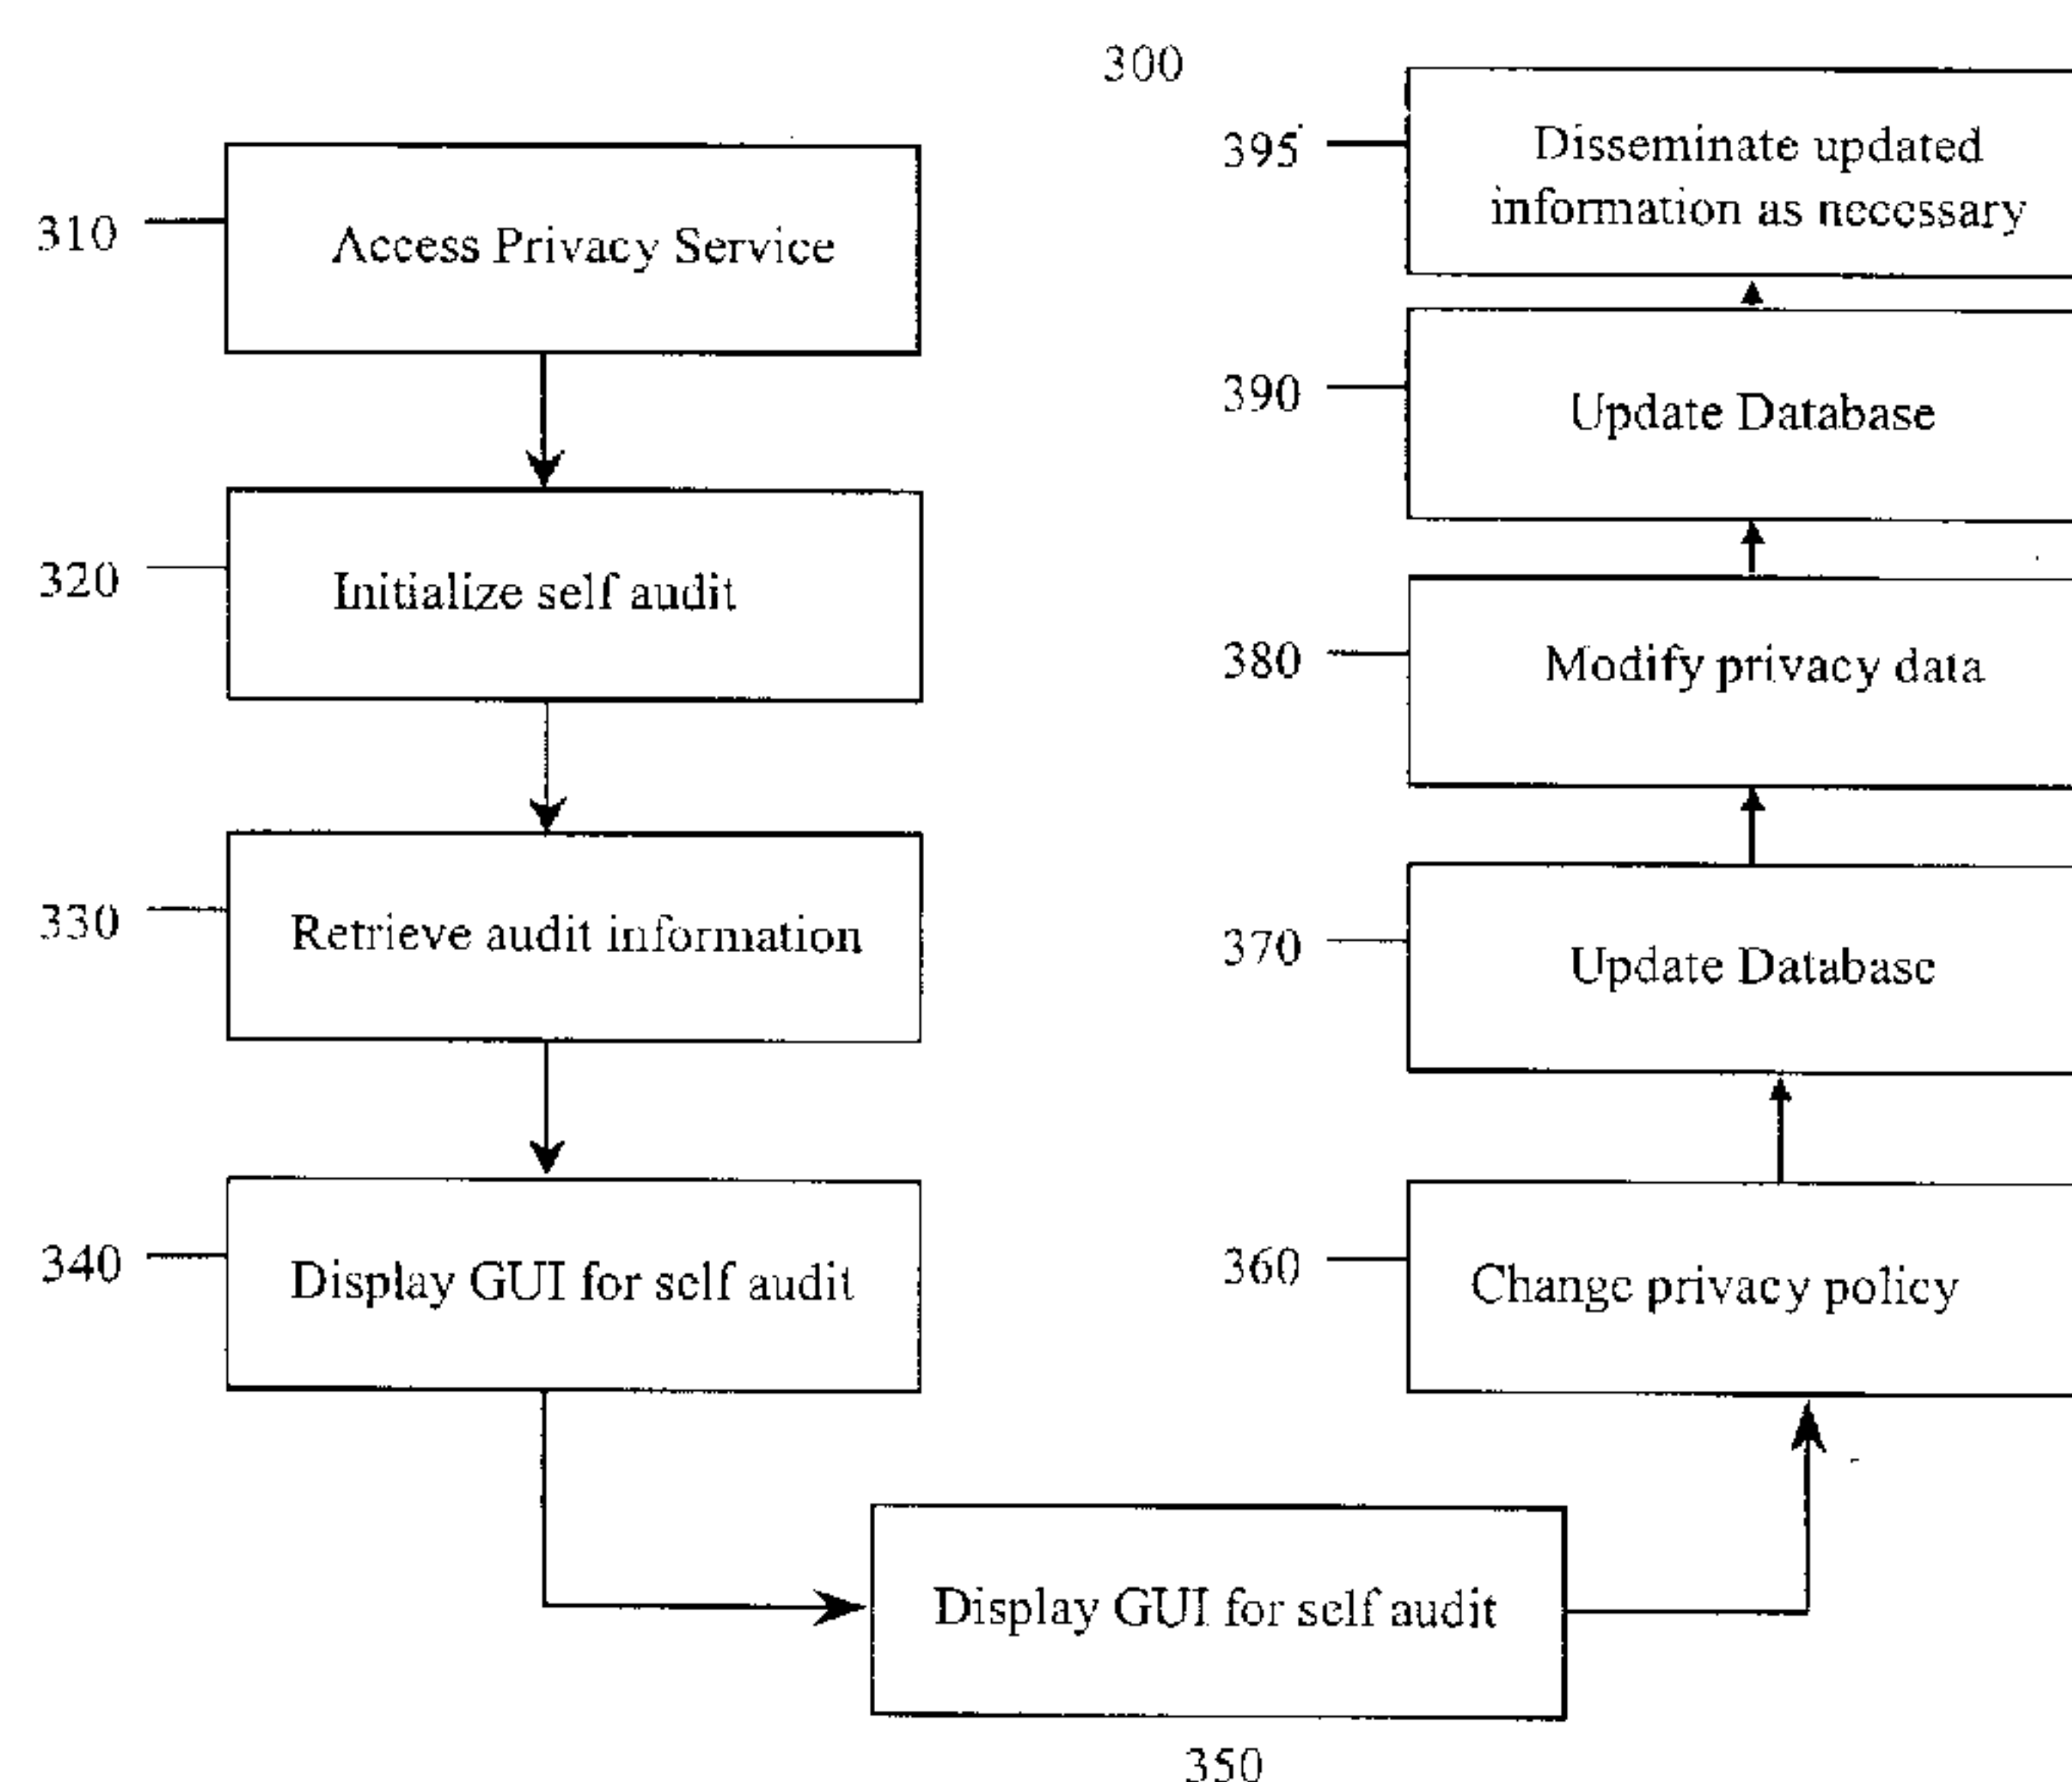 300
310
Access Privacy Service
320
Initialize self audit
330
Retrieve audit information
340
Display GUI for self audit
Display GUI for self audit
350
360
Change privacy policy
370
Update Database
380
Modify privacy data
390
Update Database
395
Disseminate updated
information as necessary